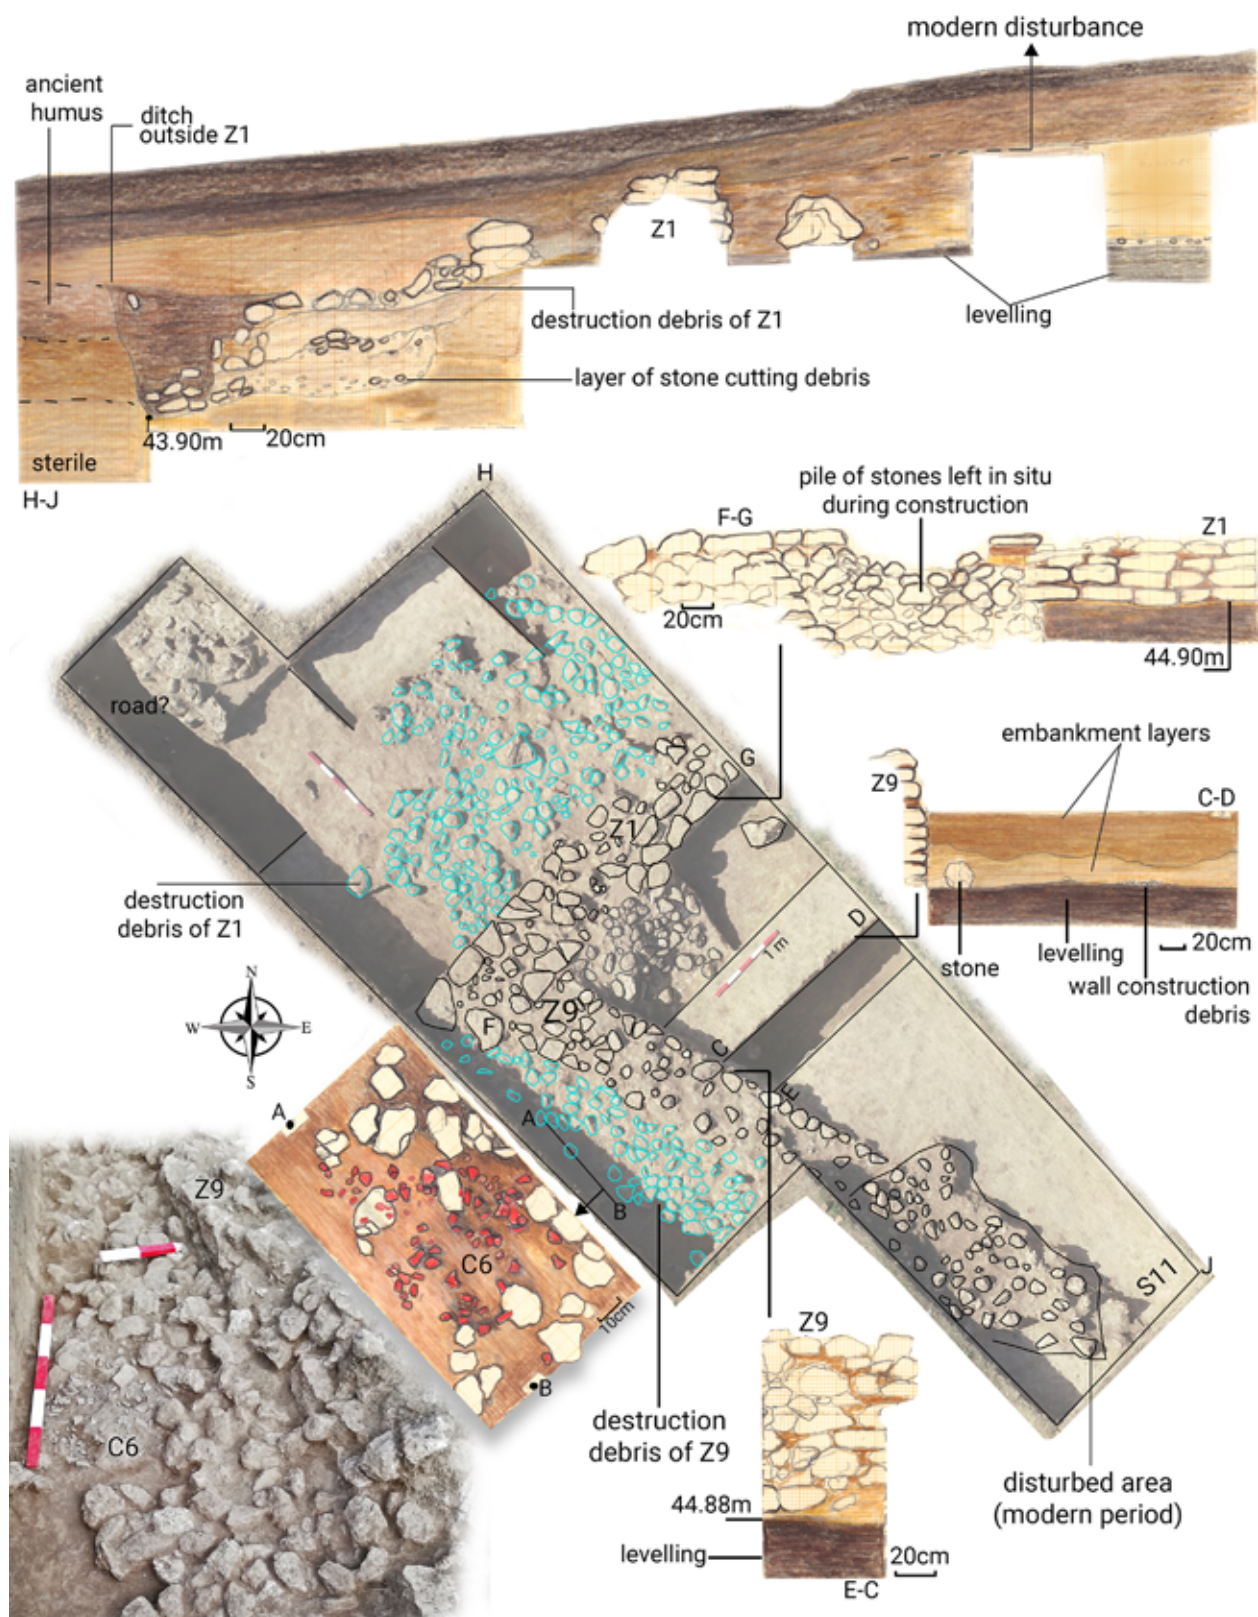 modern disturbance
ancient
humus
ditch
outside Z1
Z1
destruction debris of Z1
levelling
layer of stone cutting debris
43.90m
20cm
sterile
H-J
H
pile of stones left in situ
during construction
F-G
Z1
20cm
44.90m
road?
G
Z1
embankment layers
Z9
C-D
destruction
debris of Z1
D
1 m
stone
levelling
20cm
wall construction
debris
N
W
E
S
Z9
F
C
E
A
A
B
Z9
C6
10cm
B
S11
J
C6
Z9
destruction
debris of Z9
44.88m
levelling
20cm
E-C
disturbed area
(modern period)